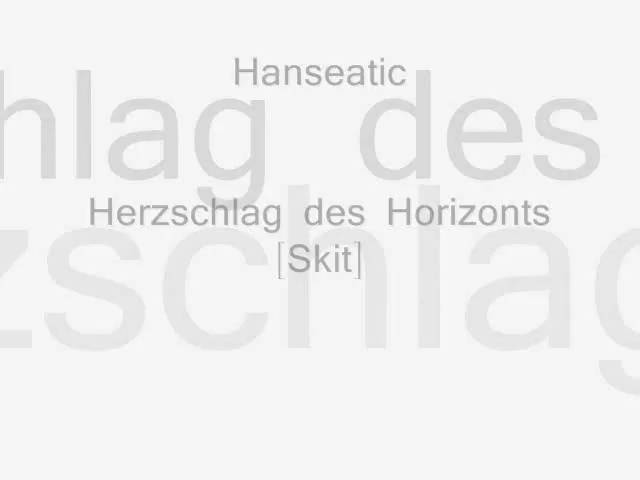 Hanseatic
hlag des
Herzschlag des Horizonts
[Skit]
zschlag